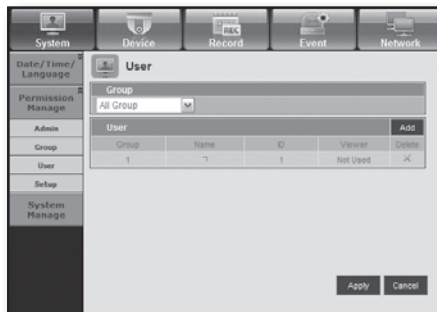 System Device Record Event Network
REC
Date/Time/
Language
User
Permission
Manage
Group
All Group
Admin
User Add
Group
Group Name ID Viewer Delete
User
1 1 Not Used
Setup
System
Manage
Apply Cancel